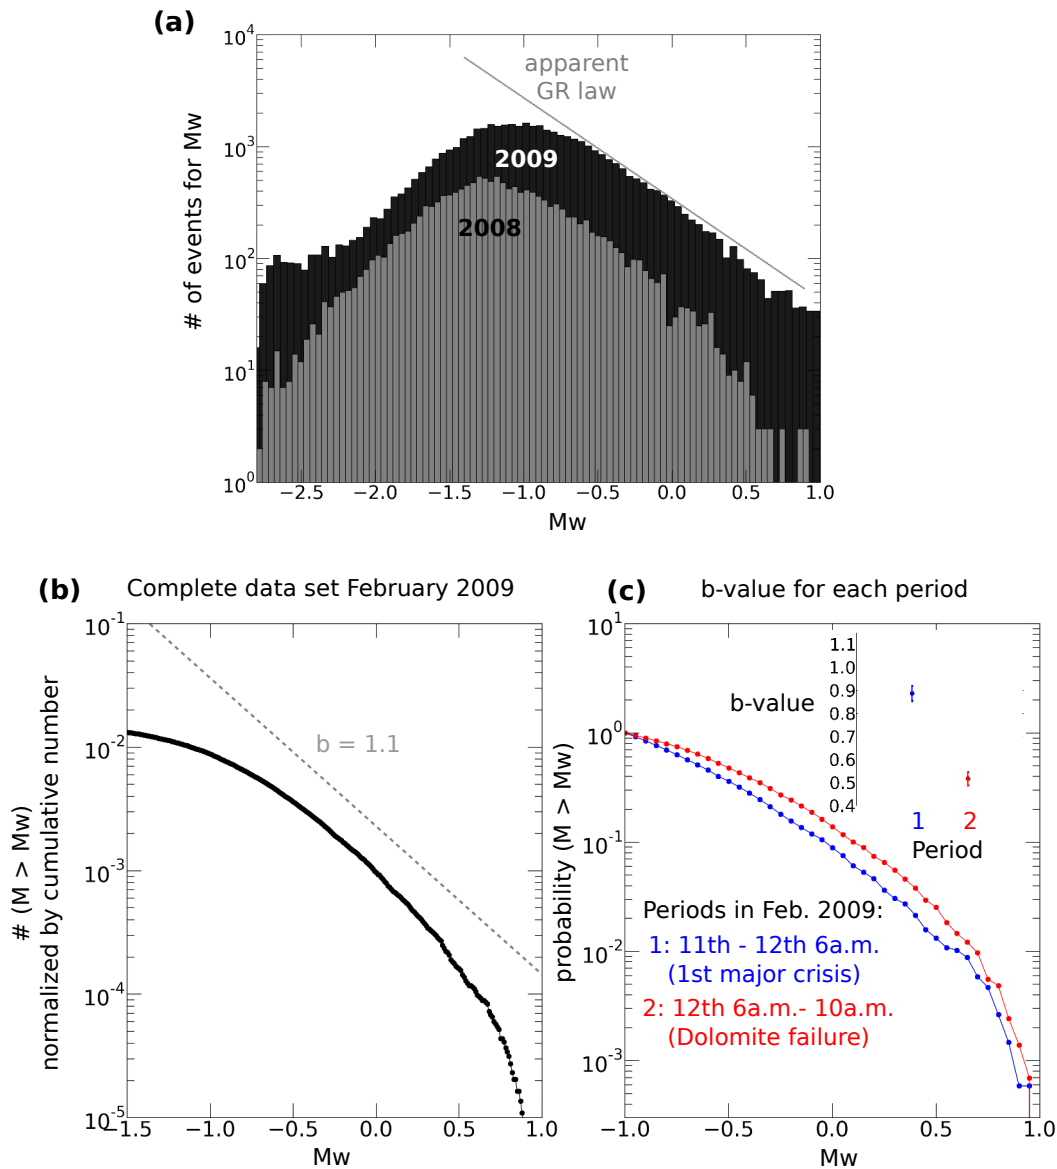 (a)
10^4
10^3
10^2
10^1
10^0
# of events for Mw
apparent
GR law
2009
2008
−2.5 −2.0 −1.5 −1.0 −0.5 0.0 0.5 1.0
Mw
(b) Complete data set February 2009
10^-1
10^-2
10^-3
10^-4
10^-5
# (M > Mw)
normalized by cumulative number
b = 1.1
−1.5 −1.0 −0.5 0.0 0.5 1.0
Mw
(c) b-value for each period
10^1
10^0
10^-1
10^-2
10^-3
probability (M > Mw)
b-value
1.1
1.0
0.9
0.8
0.7
0.6
0.5
0.4
1 2
Period
Periods in Feb. 2009:
1: 11th - 12th 6a.m.
(1st major crisis)
2: 12th 6a.m.- 10a.m.
(Dolomite failure)
−1.0 −0.5 0.0 0.5 1.0
Mw